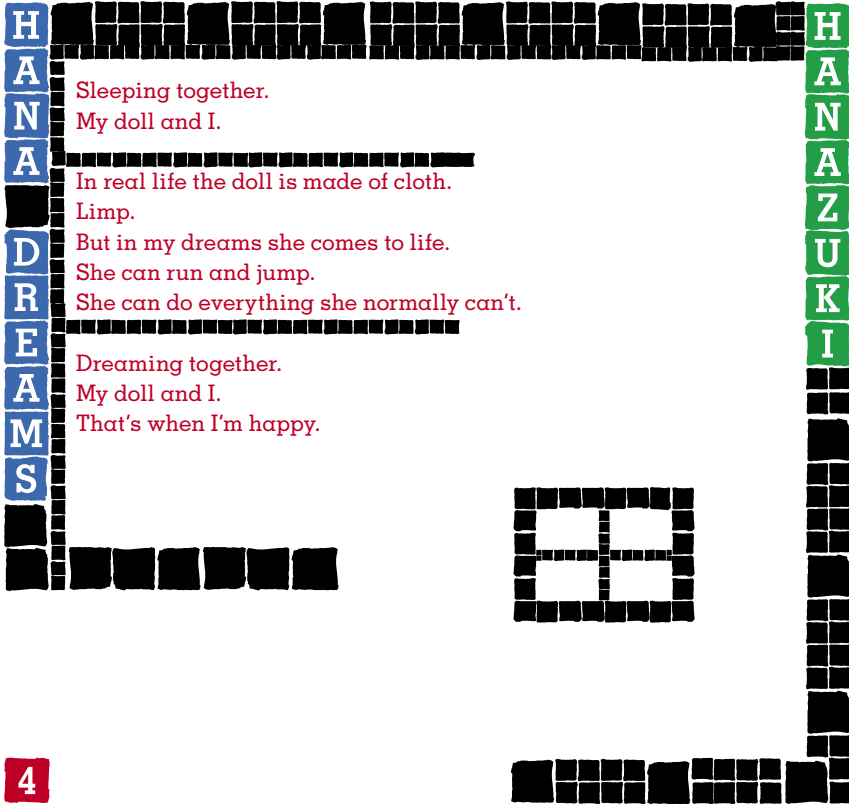 HANA DREAMS
HANAZUKI
Sleeping together.
My doll and I.
In real life the doll is made of cloth.
Limp.
But in my dreams she comes to life.
She can run and jump.
She can do everything she normally can't.
Dreaming together.
My doll and I.
That's when I'm happy.
4